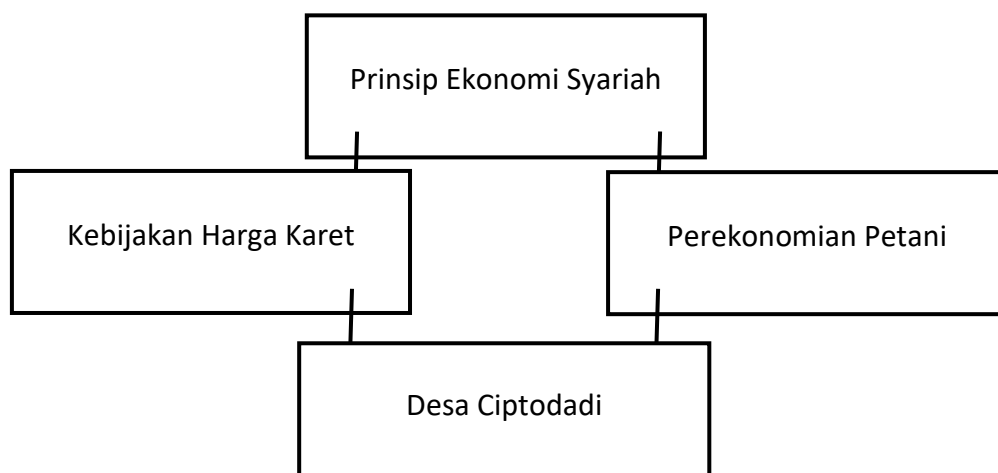 Prinsip Ekonomi Syariah
Kebijakan Harga Karet
Perekonomian Petani
Desa Ciptodadi